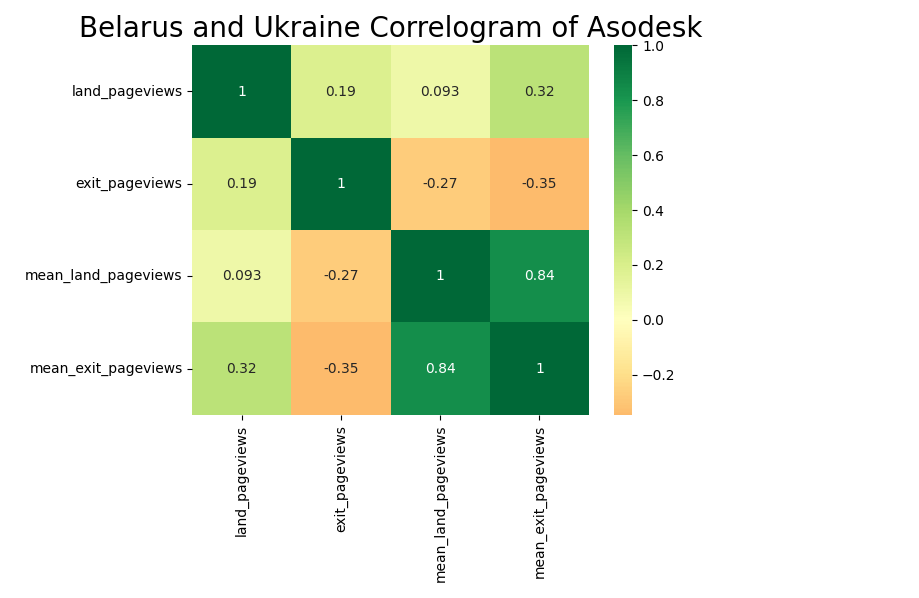 Belarus and Ukraine Correlogram of Asodesk
land_pageviews 1 0.19 0.093 0.32
exit_pageviews 0.19 1 -0.27 -0.35
mean_land_pageviews 0.093 -0.27 1 0.84
mean_exit_pageviews 0.32 -0.35 0.84 1
land_pageviews
exit_pageviews
mean_land_pageviews
mean_exit_pageviews
1.0
0.8
0.6
0.4
0.2
0.0
−0.2